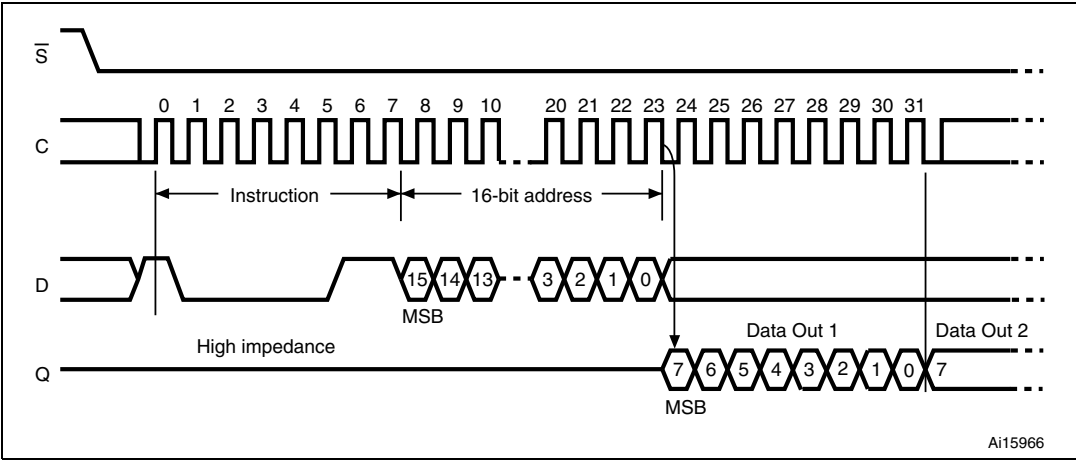 S̅
0 1 2 3 4 5 6 7 8 9 10 20 21 22 23 24 25 26 27 28 29 30 31
C
Instruction 16-bit address
D 15 14 13 3 2 1 0
MSB
High impedance Data Out 1 Data Out 2
Q 7 6 5 4 3 2 1 0 7
MSB
Ai15966